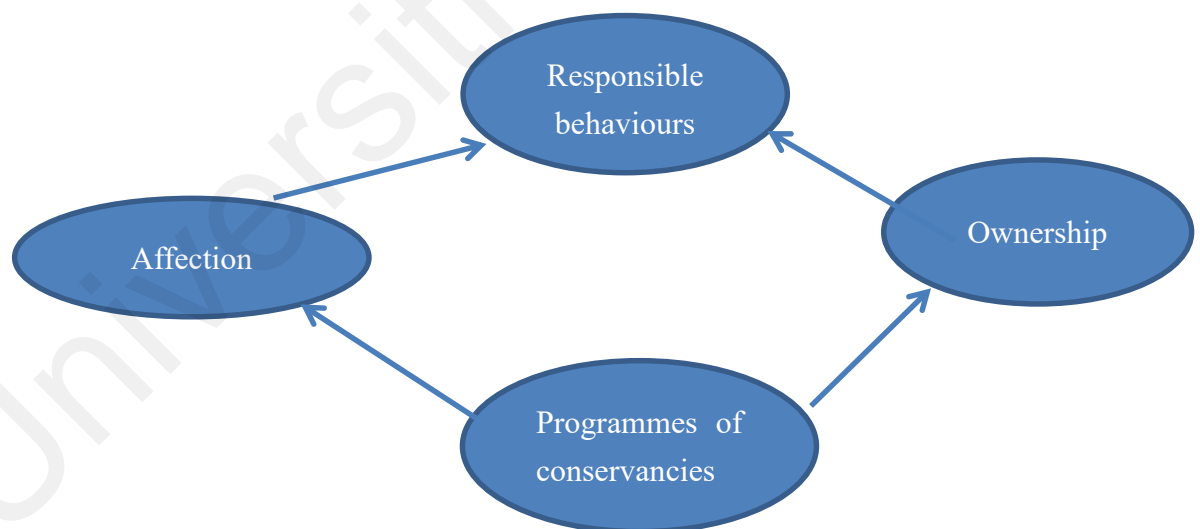 Responsible
behaviours
Affection
Ownership
Programmes of
conservancies